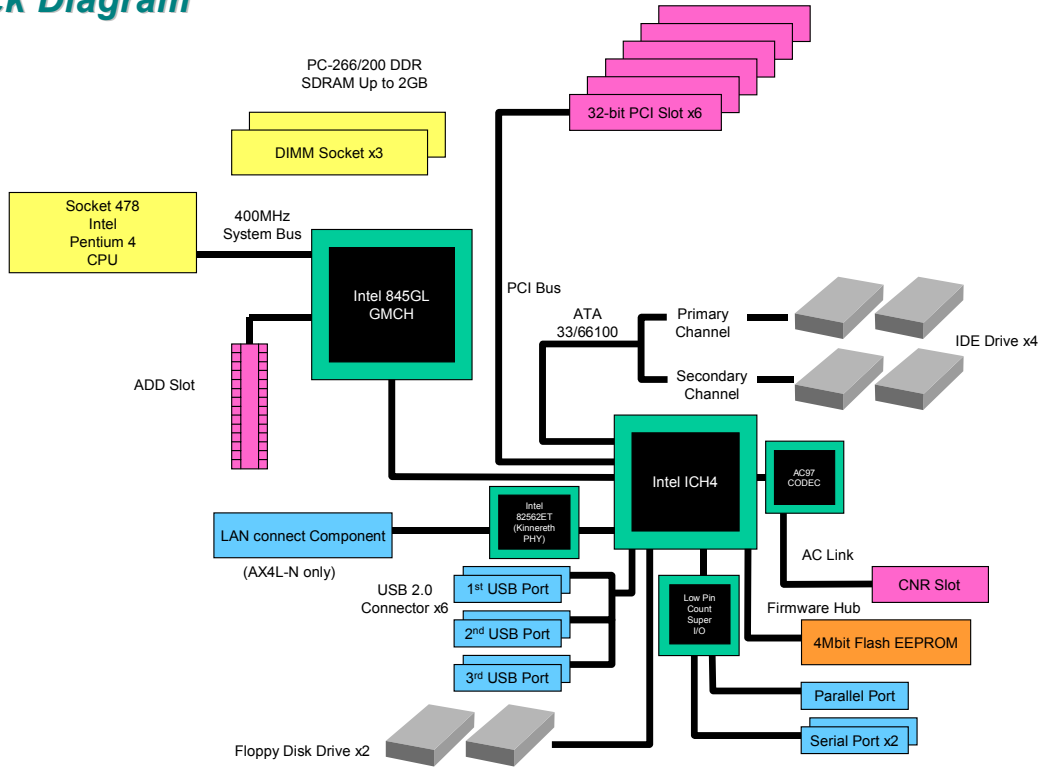 ck Diagram
PC-266/200 DDR
SDRAM Up to 2GB
32-bit PCI Slot x6
DIMM Socket x3
Socket 478
Intel
Pentium 4
CPU
400MHz
System Bus
Intel 845GL
GMCH
PCI Bus
ATA
33/66100
Primary
Channel
IDE Drive x4
Secondary
Channel
ADD Slot
Intel ICH4
AC97
CODEC
Intel
82562ET
(Kinnereth
PHY)
LAN connect Component
(AX4L-N only)
AC Link
CNR Slot
USB 2.0
Connector x6
1st USB Port
2nd USB Port
3rd USB Port
Low Pin
Count
Super
I/O
Firmware Hub
4Mbit Flash EEPROM
Parallel Port
Serial Port x2
Floppy Disk Drive x2